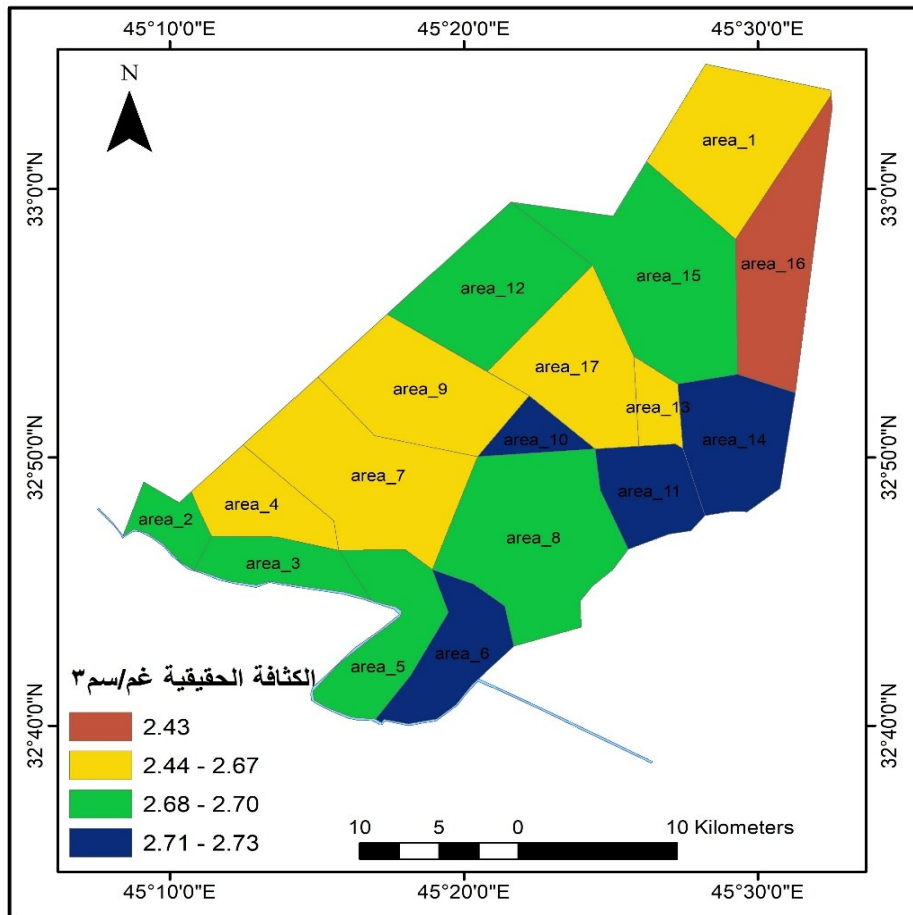 45°10'0"E 45°20'0"E 45°30'0"E
N
33°0'0"N 33°0'0"N
32°50'0"N 32°50'0"N
32°40'0"N 32°40'0"N
area_1
area_16
area_15
area_12
area_17
area_9
area_13
area_10
area_14
area_7
area_11
area_4
area_2
area_8
area_3
area_6
area_5
الكثافة الحقيقية غم/سم٣
2.43
2.44 - 2.67
2.68 - 2.70
2.71 - 2.73
10 5 0 10 Kilometers
45°10'0"E 45°20'0"E 45°30'0"E